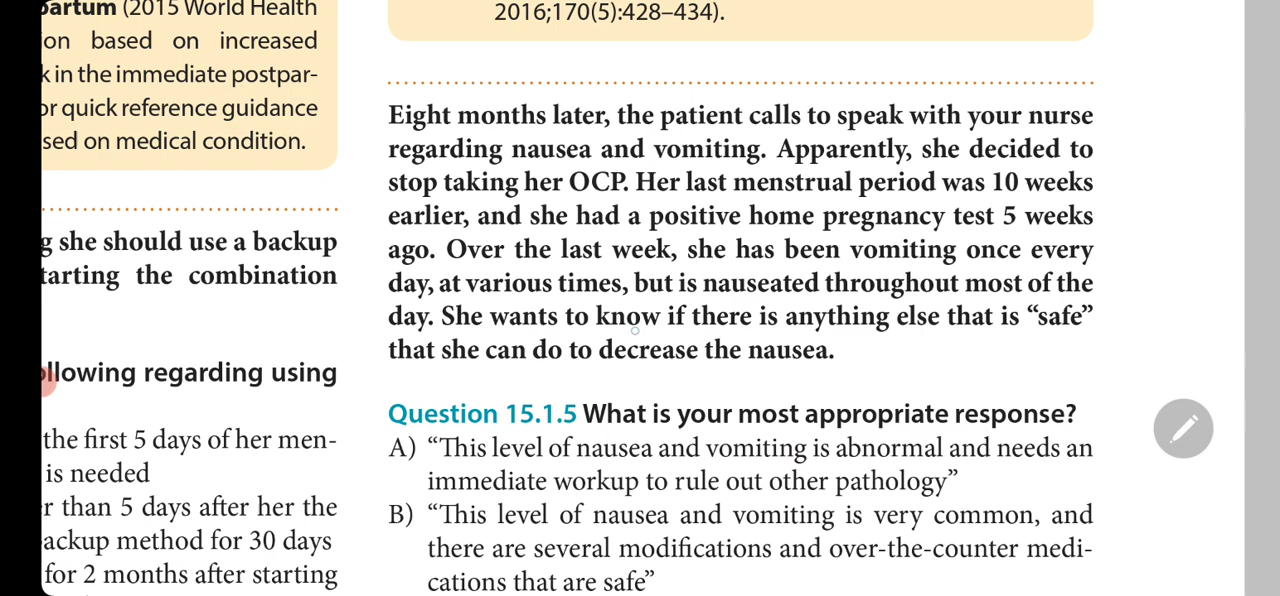 partum (2015 World Health
on based on increased
k in the immediate postpar-
or quick reference guidance
sed on medical condition.
g she should use a backup
tarting the combination
ollowing regarding using
the first 5 days of her men-
is needed
r than 5 days after her the
ackup method for 30 days
for 2 months after starting
2016;170(5):428–434).
Eight months later, the patient calls to speak with your nurse
regarding nausea and vomiting. Apparently, she decided to
stop taking her OCP. Her last menstrual period was 10 weeks
earlier, and she had a positive home pregnancy test 5 weeks
ago. Over the last week, she has been vomiting once every
day, at various times, but is nauseated throughout most of the
day. She wants to know if there is anything else that is “safe”
that she can do to decrease the nausea.
Question 15.1.5 What is your most appropriate response?
A) “This level of nausea and vomiting is abnormal and needs an
immediate workup to rule out other pathology”
B) “This level of nausea and vomiting is very common, and
there are several modifications and over-the-counter medi-
cations that are safe”